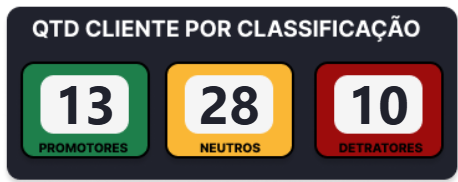 QTD CLIENTE POR CLASSIFICAÇÃO
13 28 10
PROMOTORES NEUTROS DETRATORES